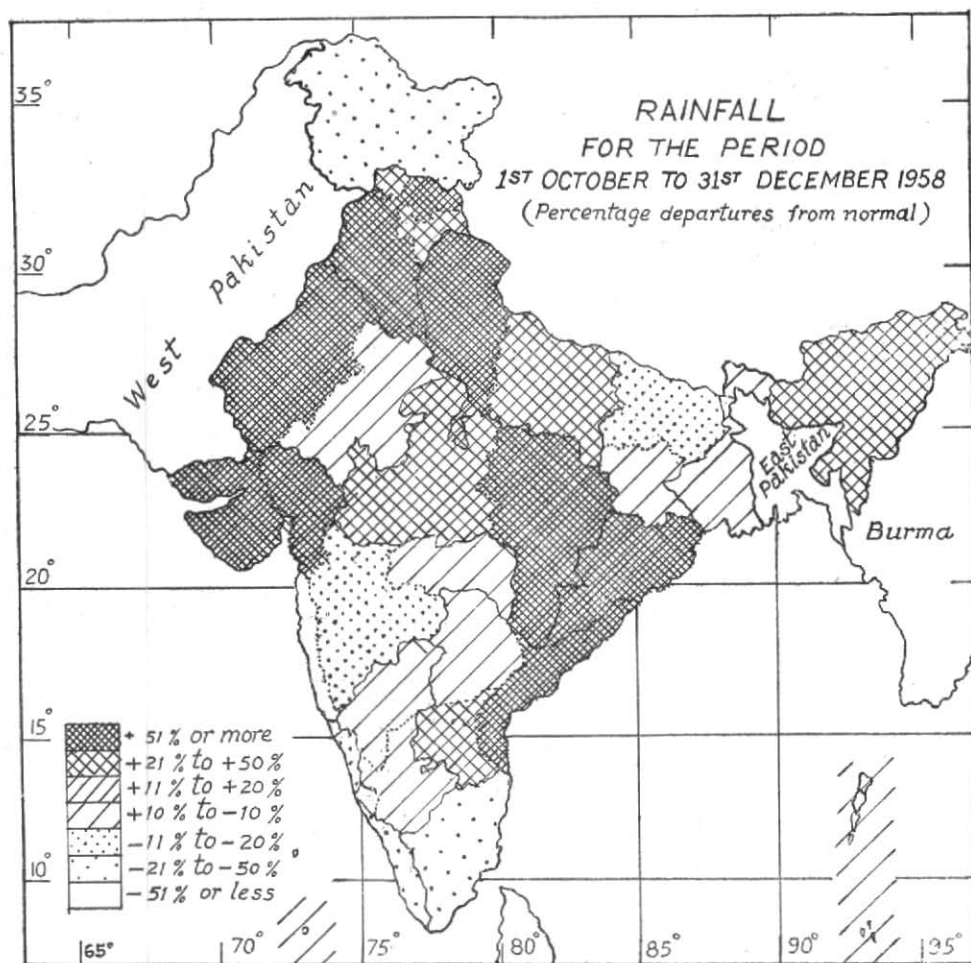 RAINFALL
FOR THE PERIOD
1ST OCTOBER TO 31ST DECEMBER 1958
(Percentage departures from normal)
35°
30°
25°
20°
15°
10°
West Pakistan
East
Pakistan
Burma
+ 51% or more
+21% to +50%
+11% to +20%
+10% to -10%
-11% to -20%
-21% to -50%
-51% or less
65° 70° 75° 80° 85° 90° 95°